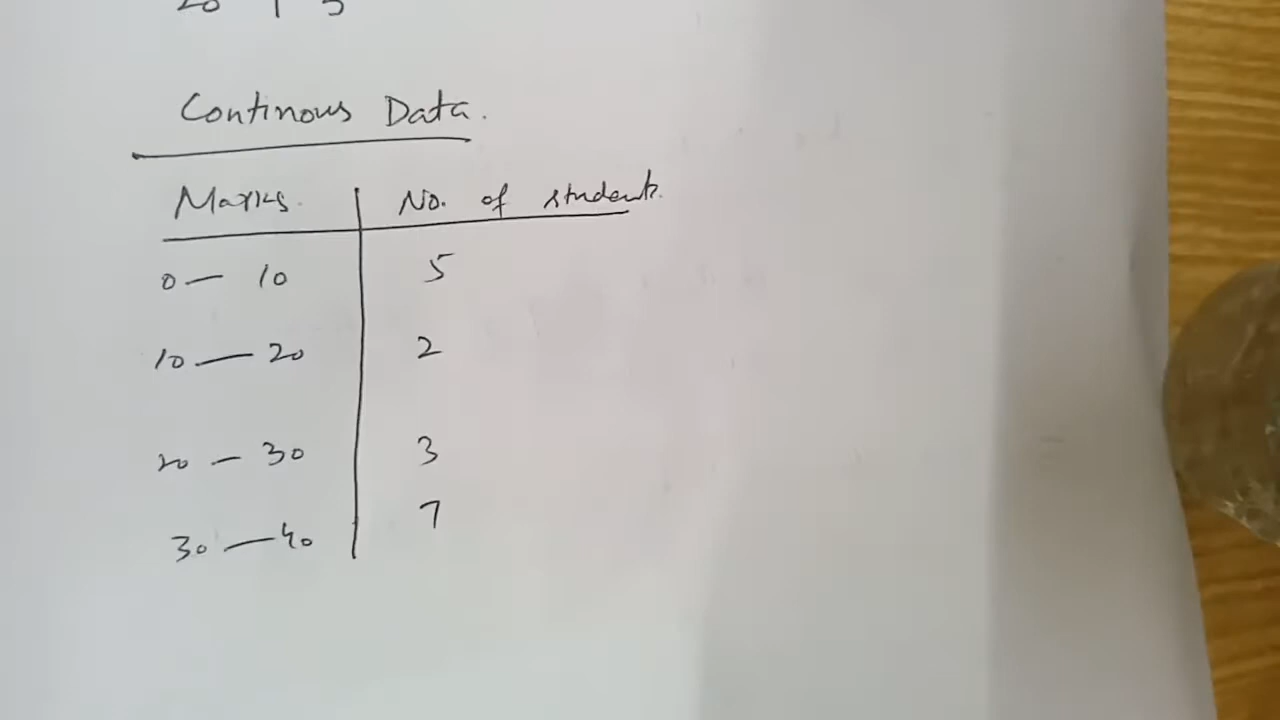 Continous Data.
Marks. No. of students.
0 — 10 5
10 — 20 2
20 — 30 3
30 — 40 7